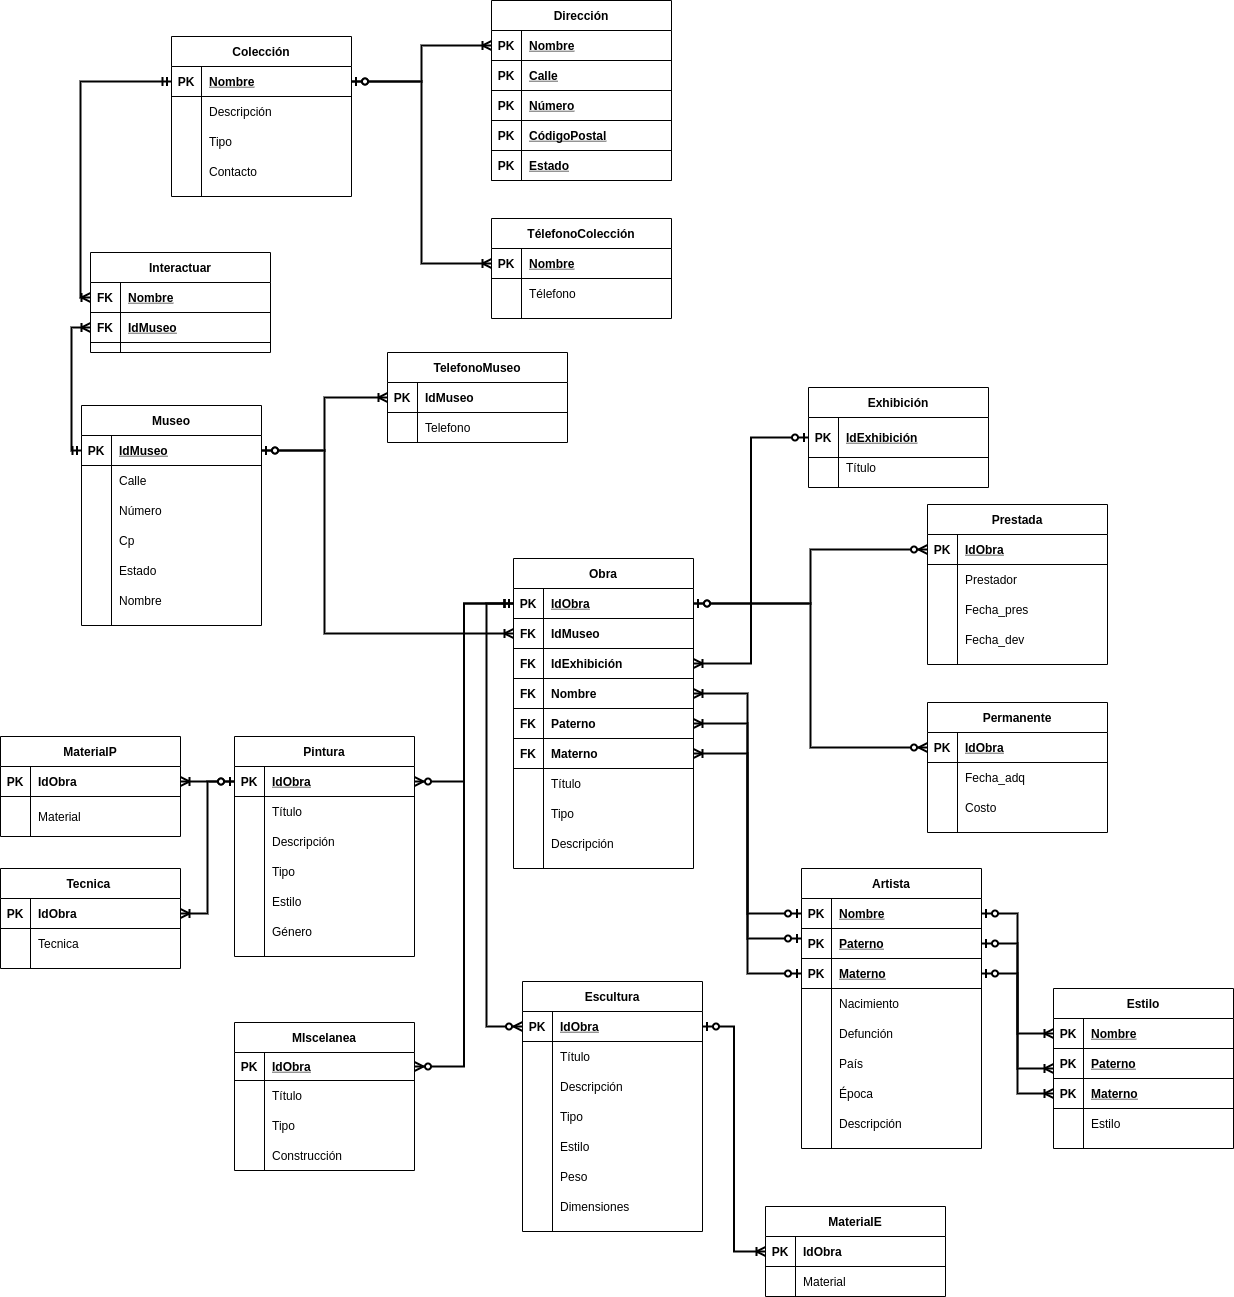 Dirección
PK Nombre
PK Calle
PK Número
PK CódigoPostal
PK Estado
Colección
PK Nombre
Descripción
Tipo
Contacto
TélefonoColección
PK Nombre
Télefono
Interactuar
FK Nombre
FK IdMuseo
TelefonoMuseo
PK IdMuseo
Telefono
Museo
PK IdMuseo
Calle
Número
Cp
Estado
Nombre
Exhibición
PK IdExhibición
Título
Prestada
PK IdObra
Prestador
Fecha_pres
Fecha_dev
Obra
PK IdObra
FK IdMuseo
FK IdExhibición
FK Nombre
FK Paterno
FK Materno
Título
Tipo
Descripción
Permanente
PK IdObra
Fecha_adq
Costo
MaterialP
PK IdObra
Material
Pintura
PK IdObra
Título
Descripción
Tipo
Estilo
Género
Tecnica
PK IdObra
Tecnica
Artista
PK Nombre
PK Paterno
PK Materno
Nacimiento
Defunción
País
Época
Descripción
Estilo
PK Nombre
PK Paterno
PK Materno
Estilo
Escultura
PK IdObra
Título
Descripción
Tipo
Estilo
Peso
Dimensiones
MIscelanea
PK IdObra
Título
Tipo
Construcción
MaterialE
PK IdObra
Material